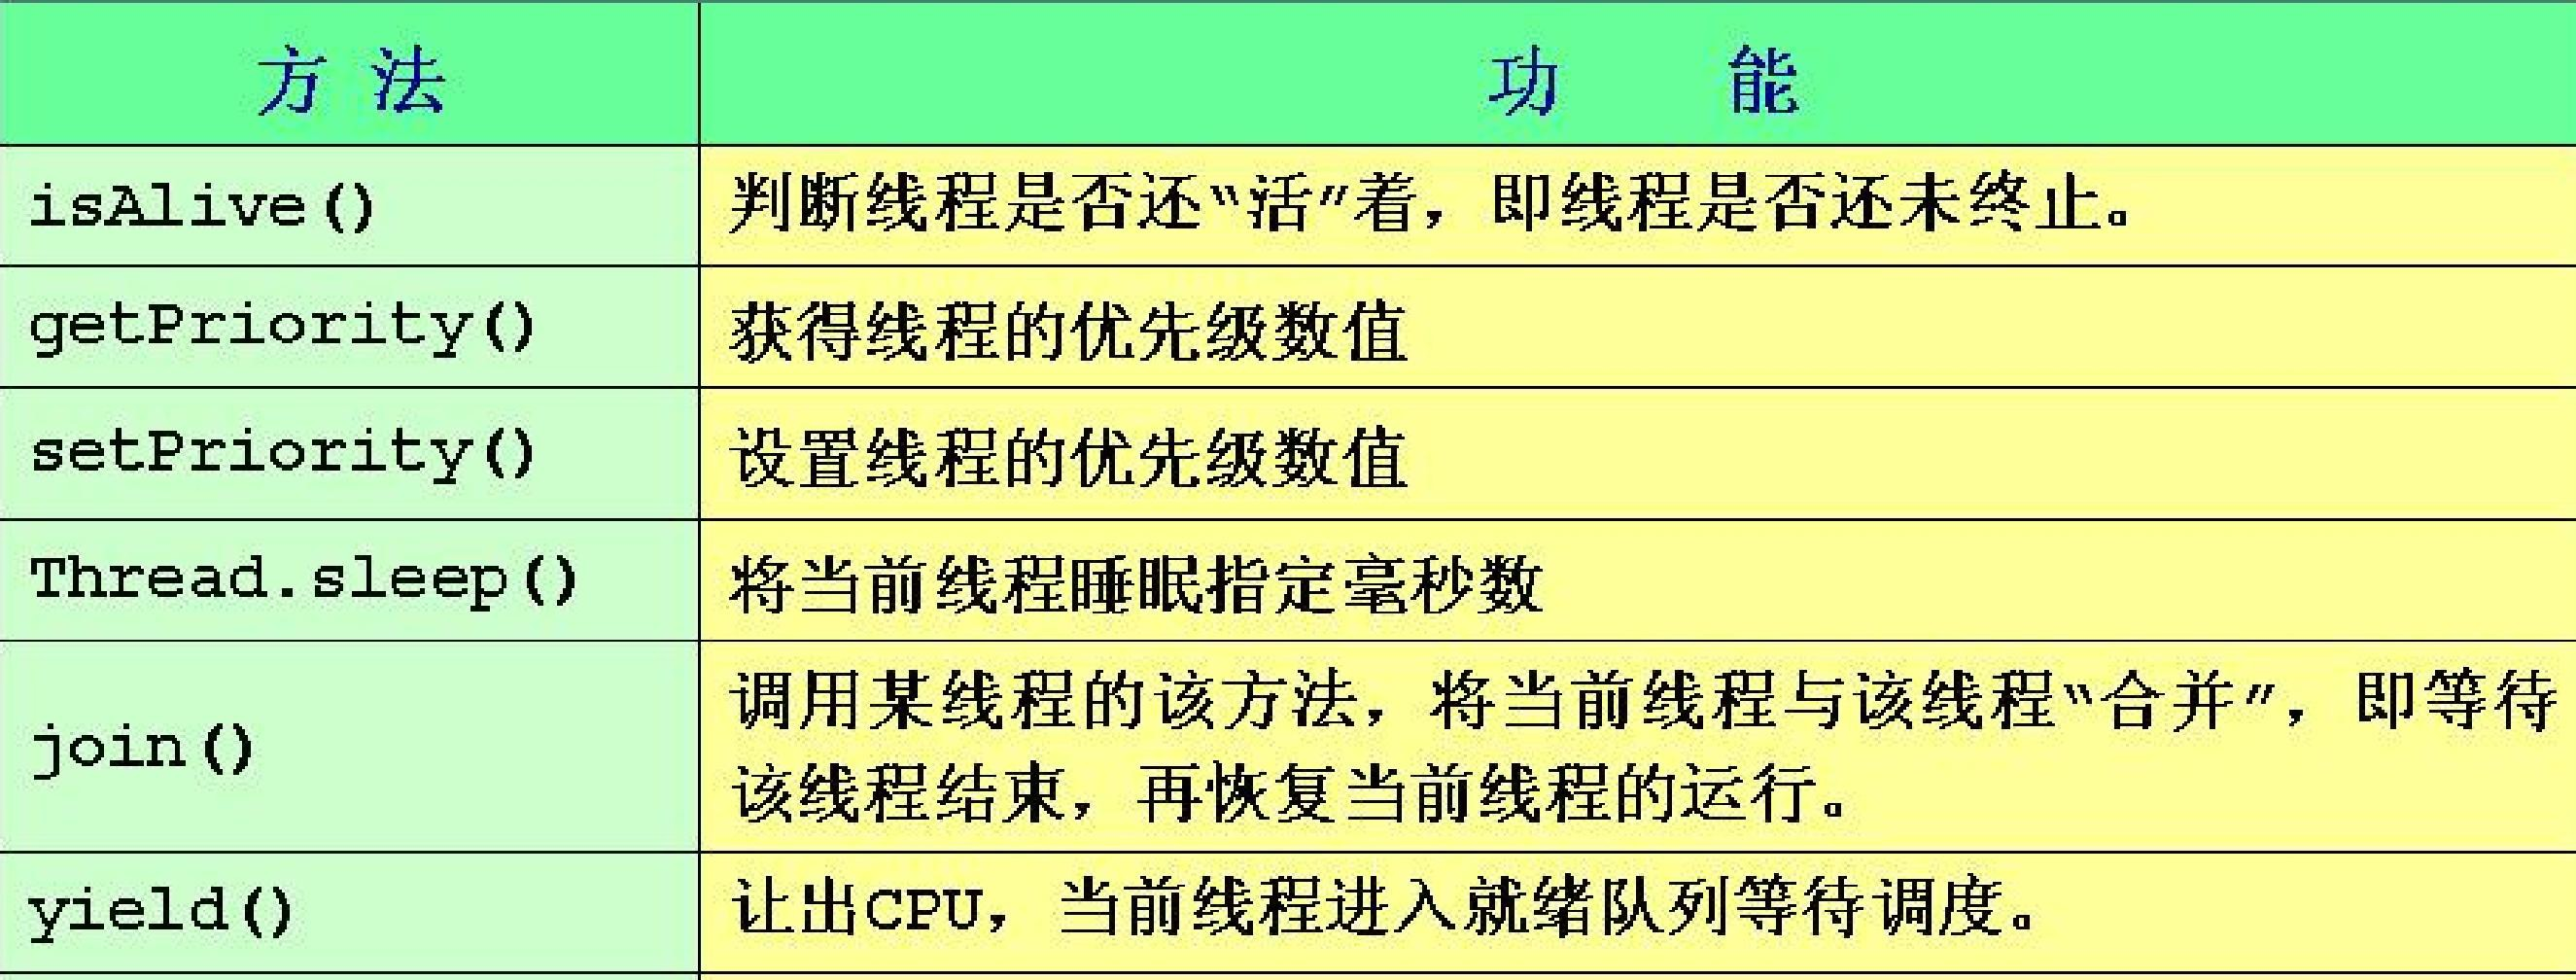 方 法
功 能
isAlive()
判断线程是否还“活”着，即线程是否还未终止。
getPriority()
获得线程的优先级数值
setPriority()
设置线程的优先级数值
Thread.sleep()
将当前线程睡眠指定毫秒数
join()
调用某线程的该方法，将当前线程与该线程“合并”，即等待
该线程结束，再恢复当前线程的运行。
yield()
让出CPU，当前线程进入就绪队列等待调度。